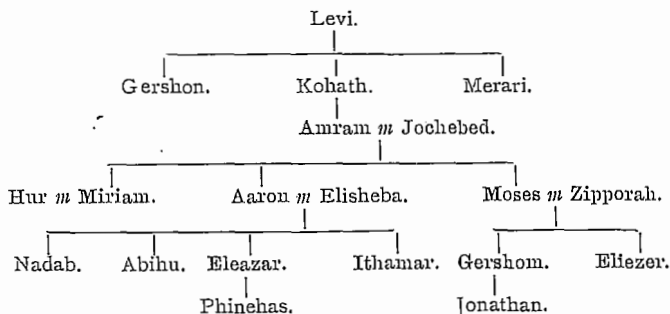 Levi.
Gershon. Kohath. Merari.
Amram m Jochebed.
Hur m Miriam. Aaron m Elisheba. Moses m Zipporah.
Nadab. Abihu. Eleazar. Ithamar. Gershom. Eliezer.
Phinehas. Jonathan.